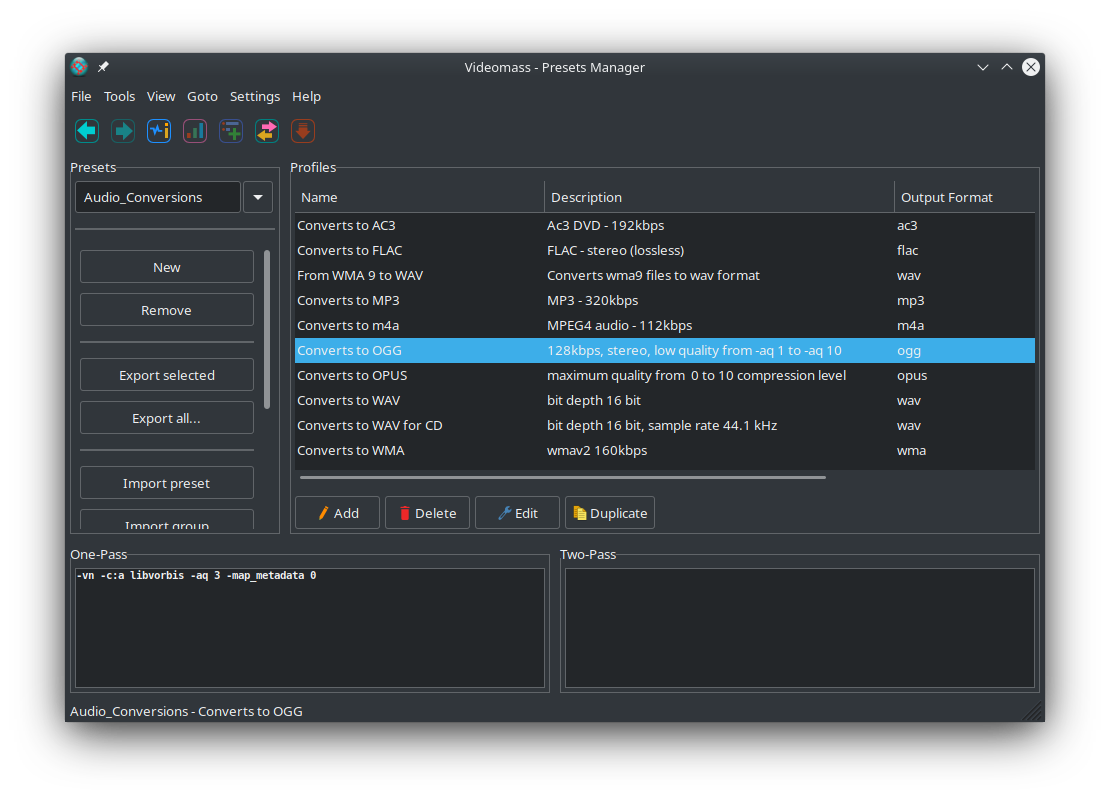 Videomass - Presets Manager
File Tools View Goto Settings Help
Presets
Audio_Conversions
New
Remove
Export selected
Export all...
Import preset
Import group
Profiles
Name Description Output Format
Converts to AC3 Ac3 DVD - 192kbps ac3
Converts to FLAC FLAC - stereo (lossless) flac
From WMA 9 to WAV Converts wma9 files to wav format wav
Converts to MP3 MP3 - 320kbps mp3
Converts to m4a MPEG4 audio - 112kbps m4a
Converts to OGG 128kbps, stereo, low quality from -aq 1 to -aq 10 ogg
Converts to OPUS maximum quality from  0 to 10 compression level opus
Converts to WAV bit depth 16 bit wav
Converts to WAV for CD bit depth 16 bit, sample rate 44.1 kHz wav
Converts to WMA wmav2 160kbps wma
Add Delete Edit Duplicate
One-Pass
-vn -c:a libvorbis -aq 3 -map_metadata 0
Two-Pass
Audio_Conversions - Converts to OGG